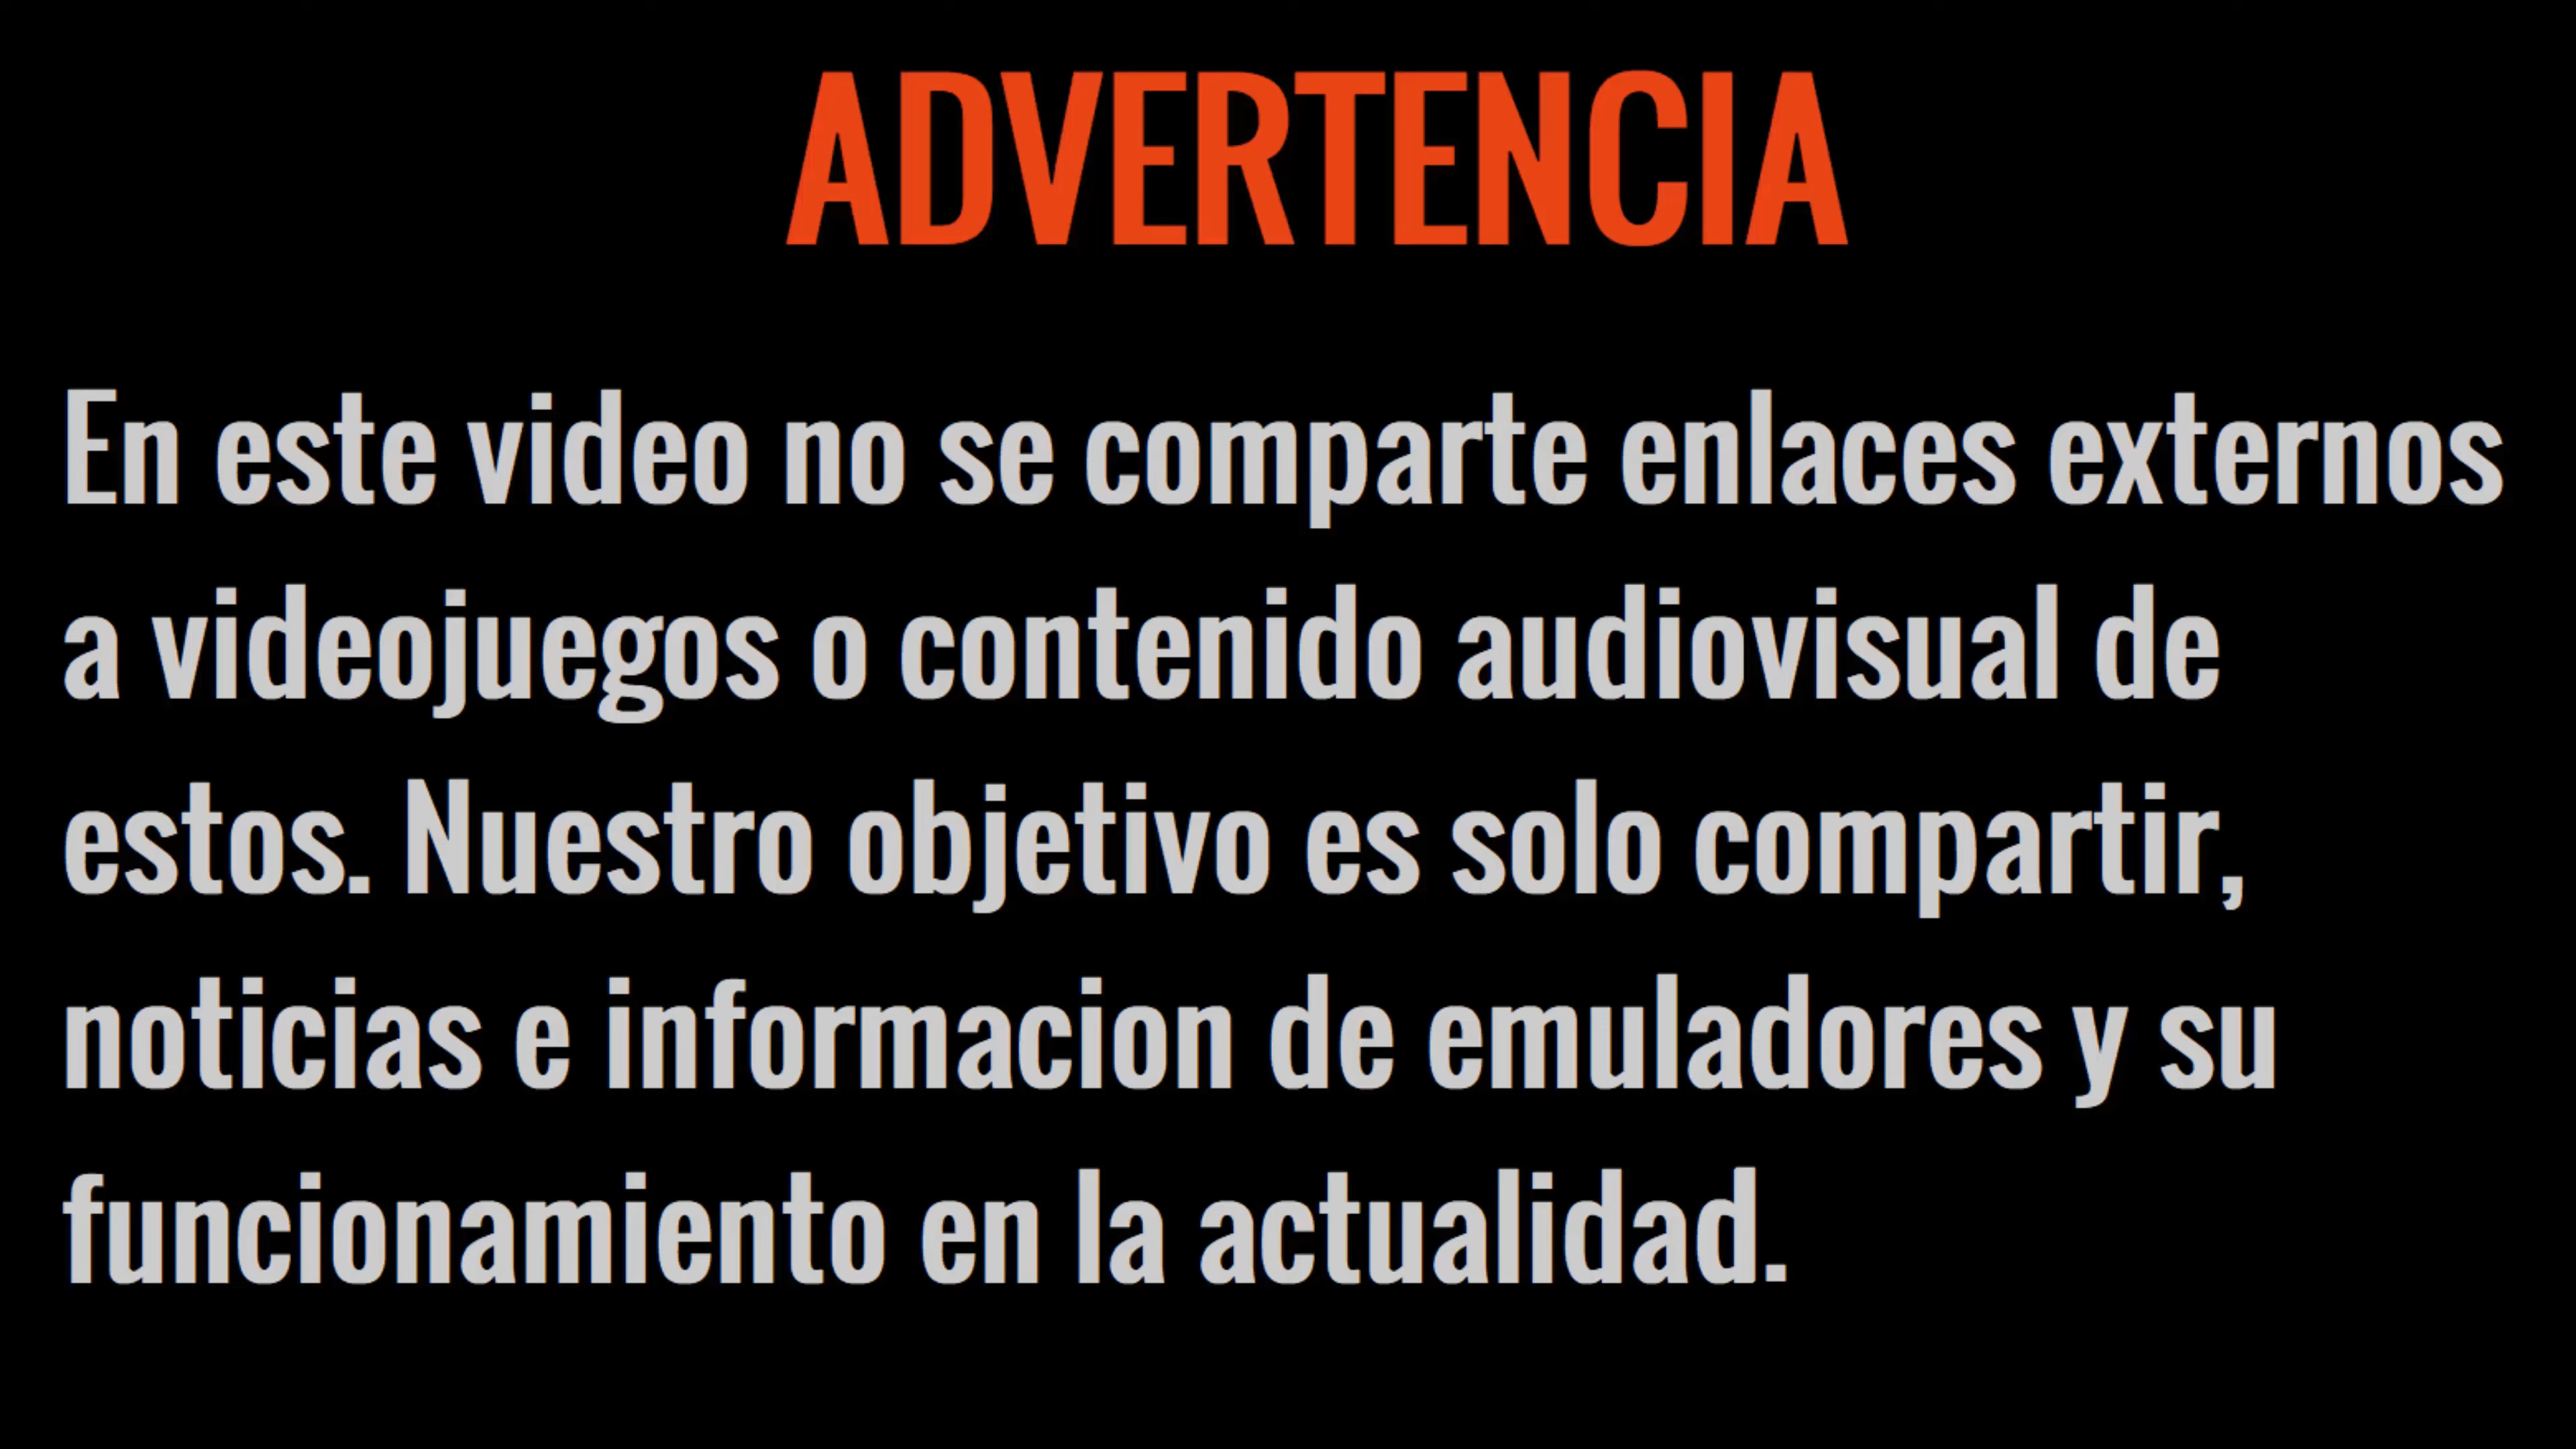 ADVERTENCIA
En este video no se comparte enlaces externos
a videojuegos o contenido audiovisual de
estos. Nuestro objetivo es solo compartir,
noticias e informacion de emuladores y su
funcionamiento en la actualidad.